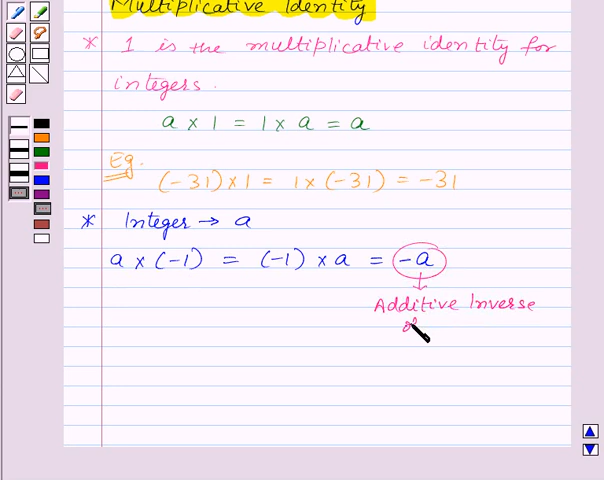 Multiplicative Identity
* 1 is the multiplicative identity for
integers.
a × 1 = 1 × a = a
Eg.
(-31) × 1 = 1 × (-31) = -31
* Integer → a
a × (-1) = (-1) × a = -a
↓
Additive Inverse